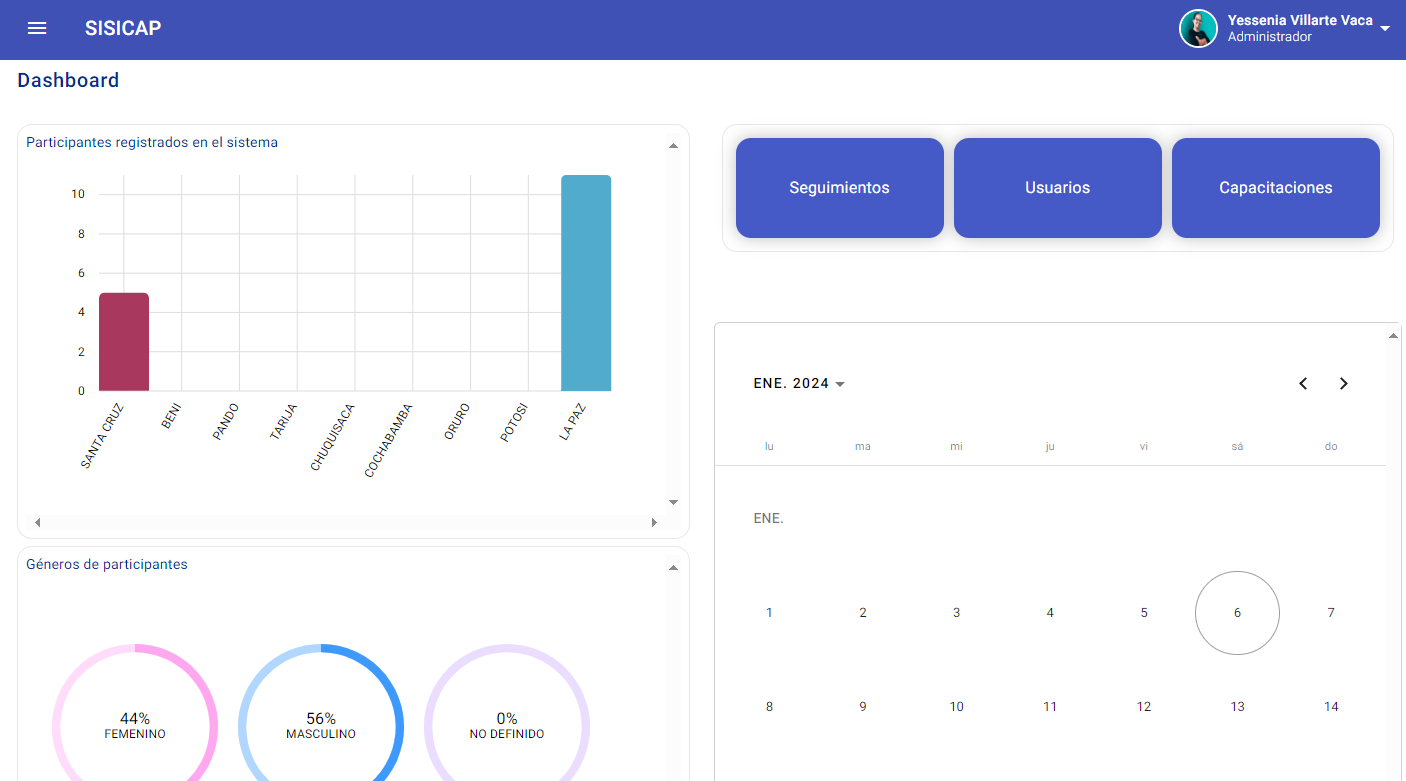 SISICAP
Yessenia Villarte Vaca
Administrador
Dashboard
Participantes registrados en el sistema
10
8
6
4
2
0
SANTA CRUZ
BENI
PANDO
TARIJA
CHUQUISACA
COCHABAMBA
ORURO
POTOSI
LA PAZ
Géneros de participantes
44%
FEMENINO
56%
MASCULINO
0%
NO DEFINIDO
Seguimientos
Usuarios
Capacitaciones
ENE. 2024
lu ma mi ju vi sá do
ENE.
1 2 3 4 5 6 7
8 9 10 11 12 13 14